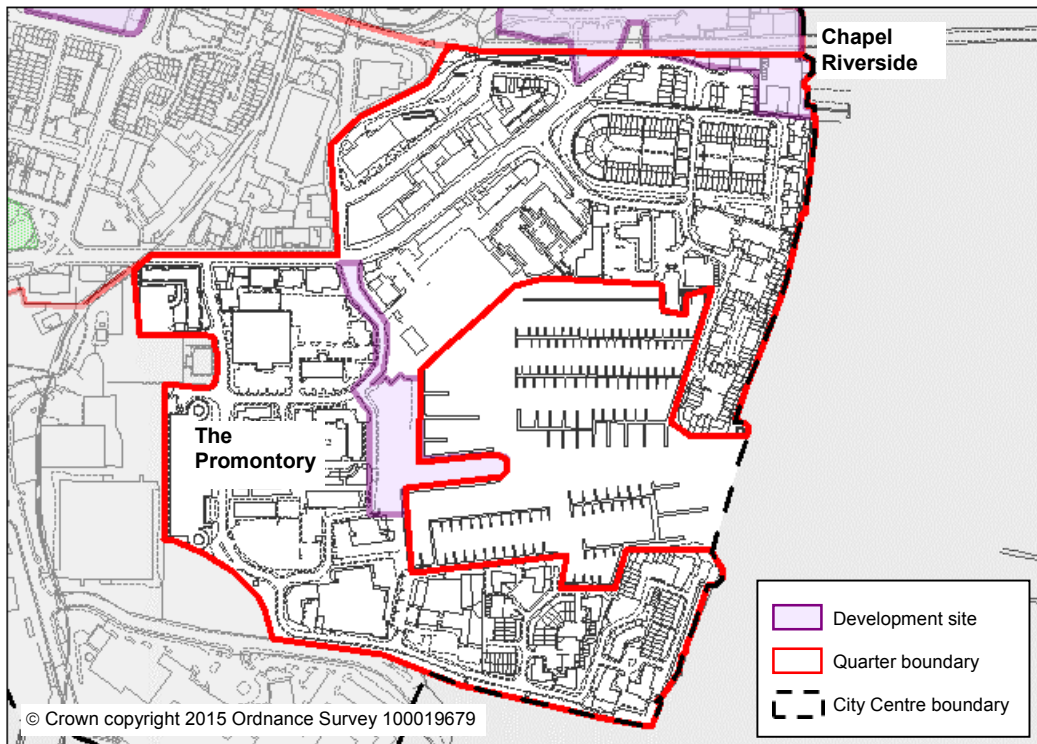 Chapel
Riverside
The
Promontory
Development site
Quarter boundary
City Centre boundary
© Crown copyright 2015 Ordnance Survey 100019679